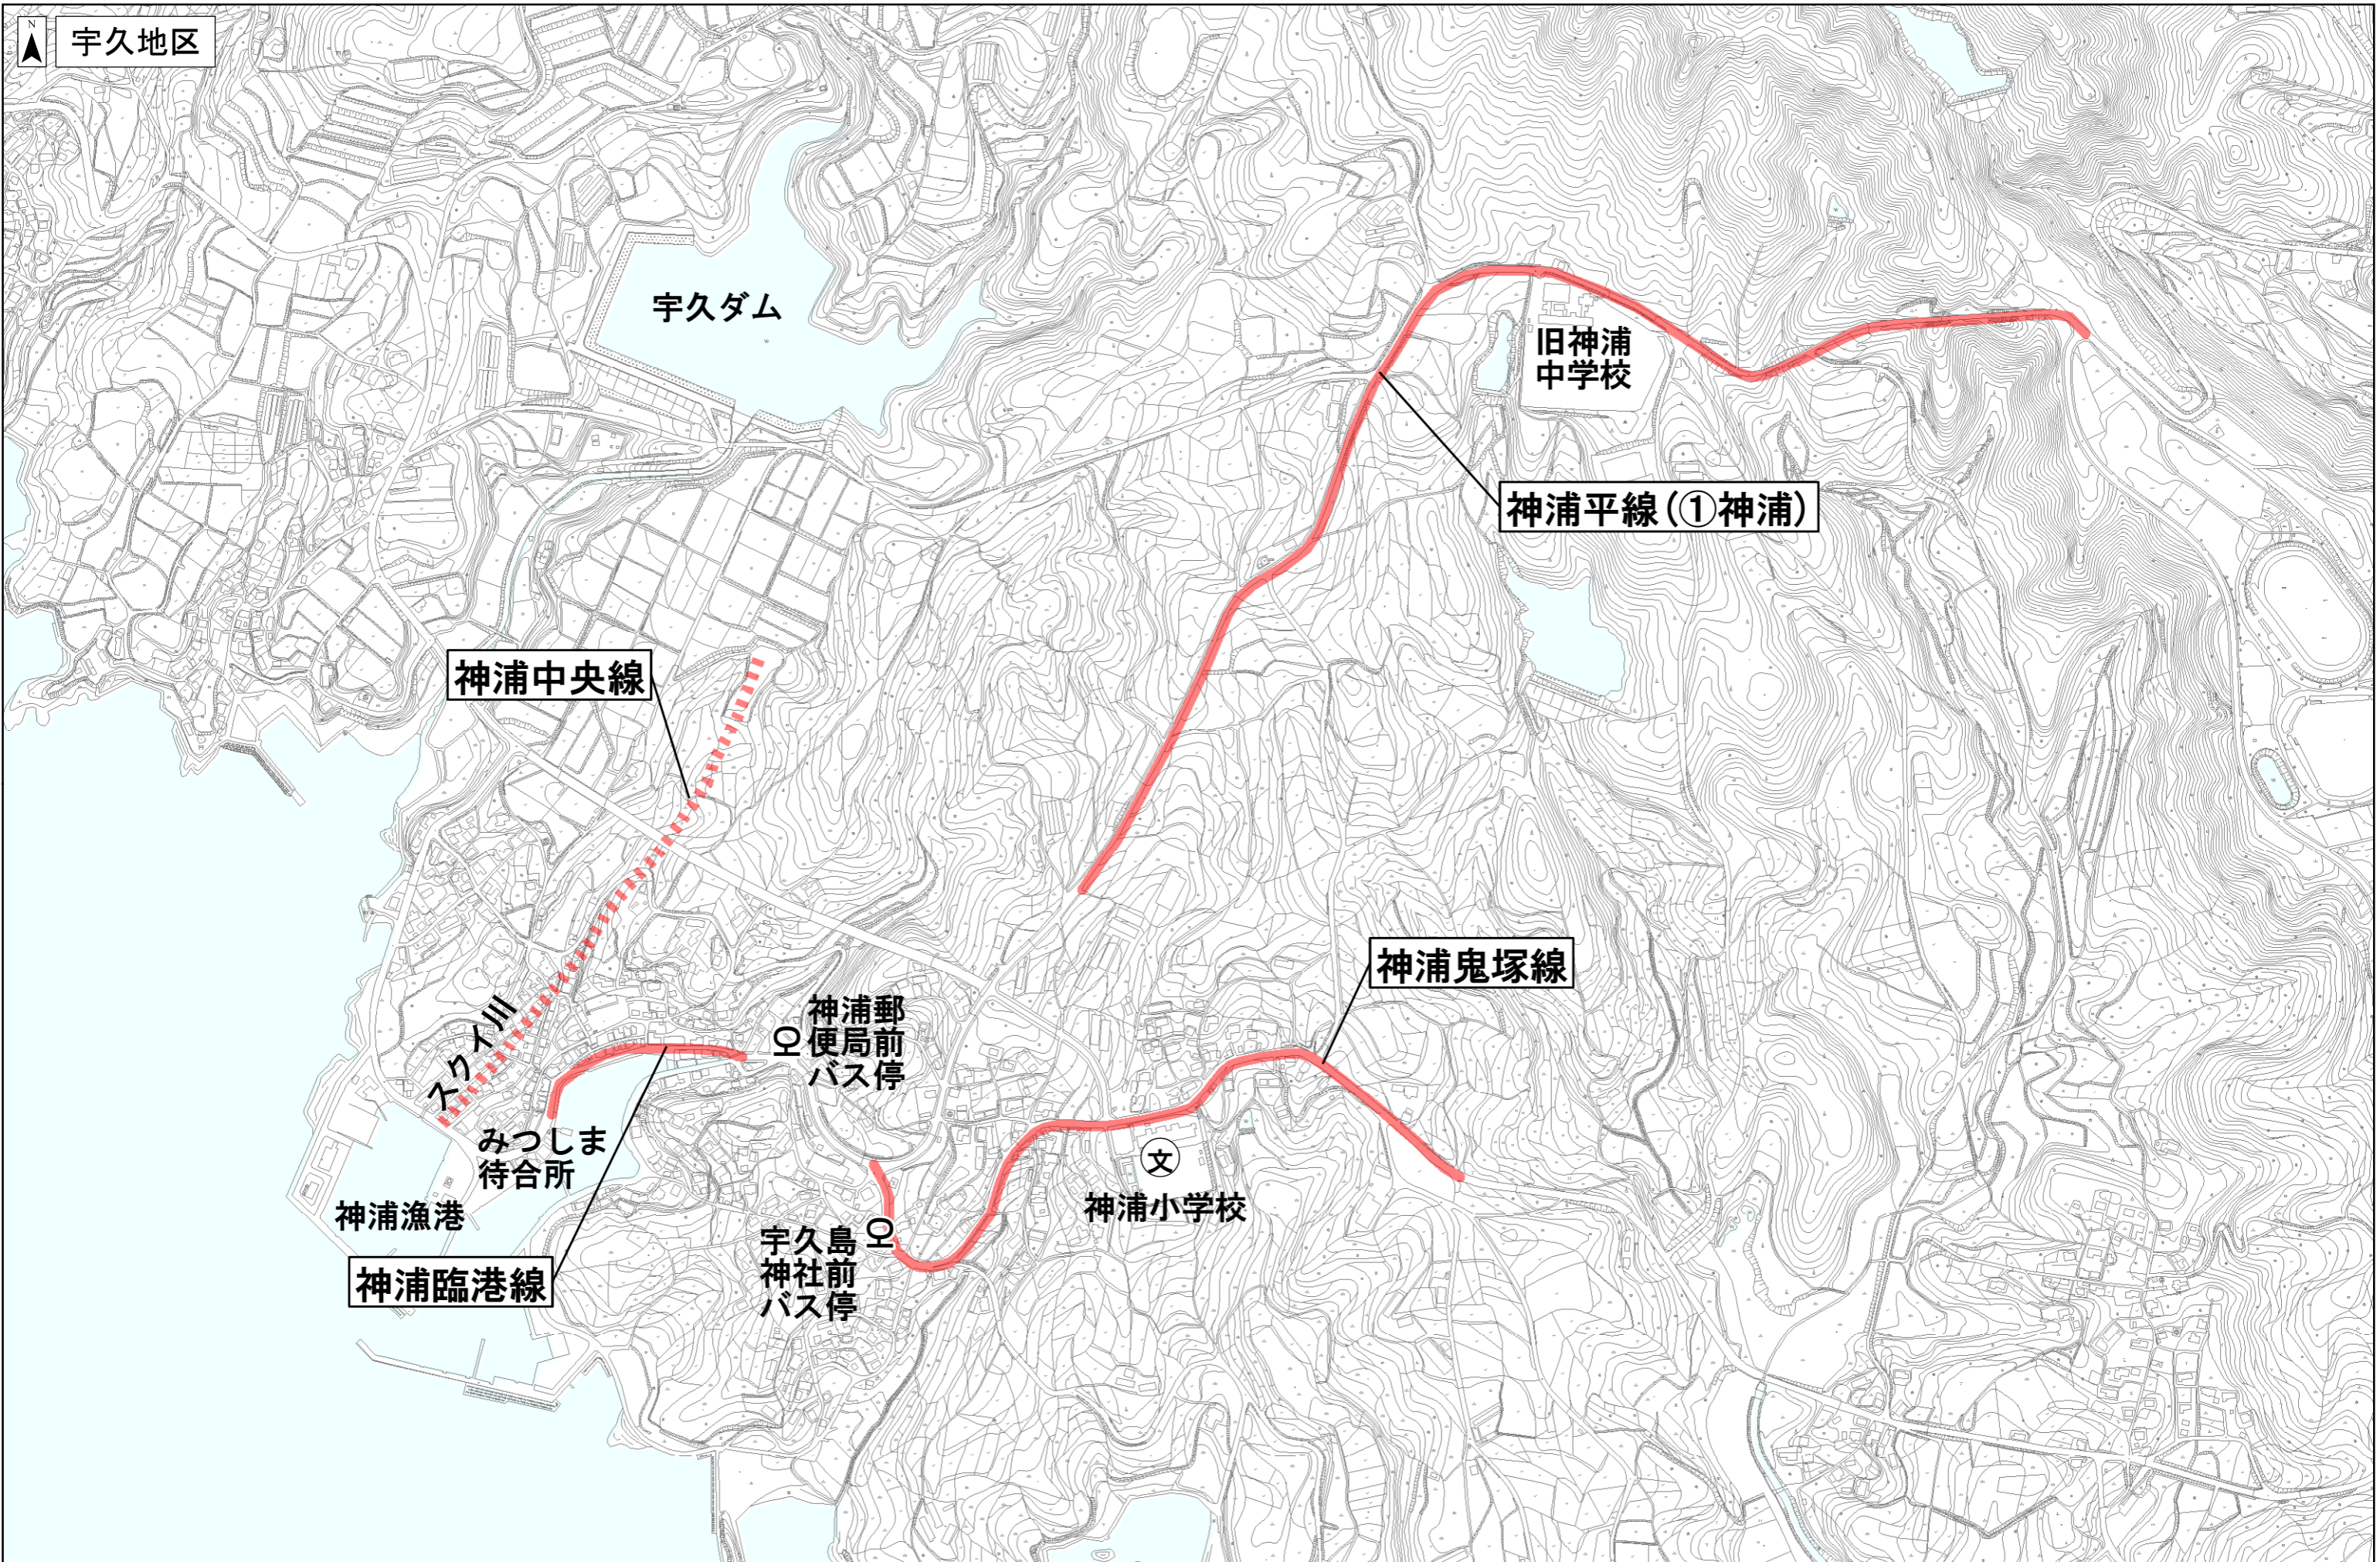 N
宇久地区
宇久ダム
旧神浦
中学校
神浦平線(①神浦)
神浦中央線
神浦鬼塚線
スクイ川
神浦郵
便局前
バス停
みつしま
待合所
文
神浦小学校
神浦漁港
宇久島
神社前
バス停
神浦臨港線